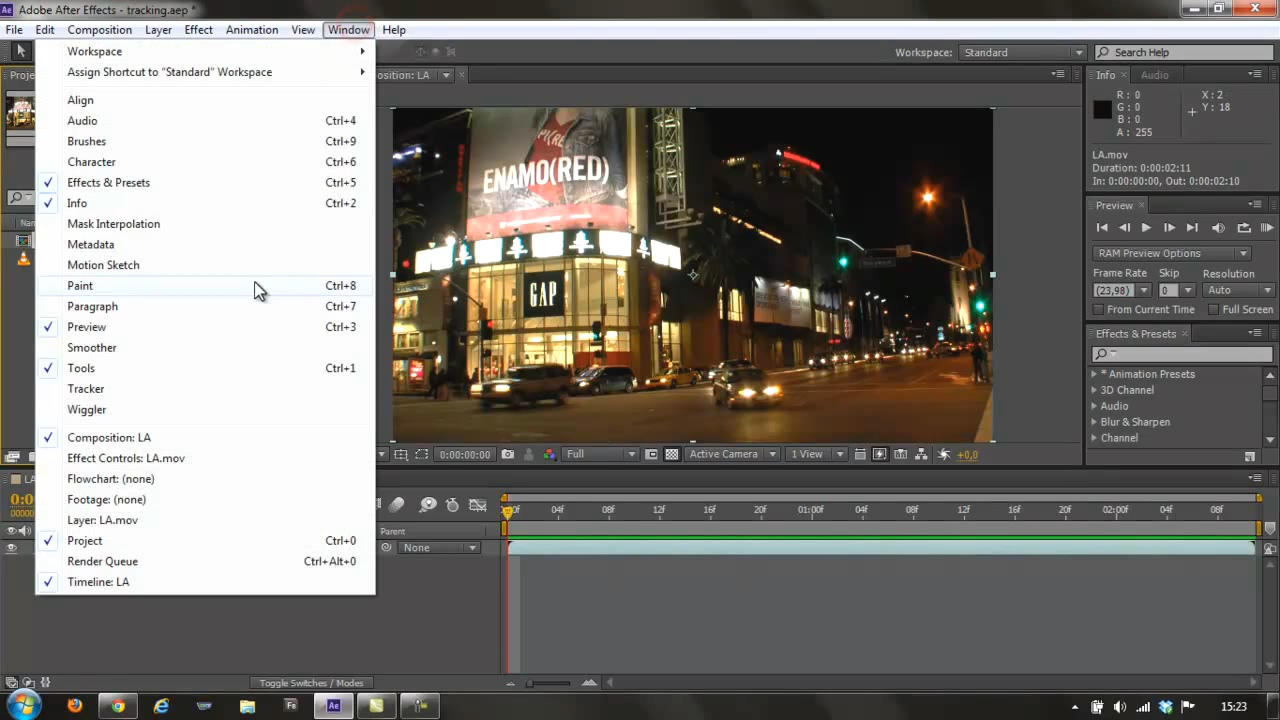 Adobe After Effects - tracking.aep *
File Edit Composition Layer Effect Animation View Window Help
Workspace
Assign Shortcut to "Standard" Workspace
Align
Audio Ctrl+4
Brushes Ctrl+9
Character Ctrl+6
Effects & Presets Ctrl+5
Info Ctrl+2
Mask Interpolation
Metadata
Motion Sketch
Paint Ctrl+8
Paragraph Ctrl+7
Preview Ctrl+3
Smoother
Tools Ctrl+1
Tracker
Wiggler
Composition: LA
Effect Controls: LA.mov
Flowchart: (none)
Footage: (none)
Layer: LA.mov
Project Ctrl+0
Render Queue Ctrl+Alt+0
Timeline: LA
Workspace: Standard
Search Help
Proje
position: LA
ENAMO(RED)
GAP
Full
0:00:00:00
Active Camera
1 View
+0,0
Info Audio
R : 0
G : 0
B : 0
A : 255
X : 2
Y : 18
LA.mov
Duration: 0:00:02:11
In: 0:00:00:00, Out: 0:00:02:10
Preview
RAM Preview Options
Frame Rate Skip Resolution
(23,98) 0 Auto
From Current Time Full Screen
Effects & Presets
* Animation Presets
3D Channel
Audio
Blur & Sharpen
Channel
Nan
LA
0:0
0000
Parent
None
04f 08f 12f 16f 20f 01:00f 04f 08f 12f 16f 20f 02:00f 04f 08f
Toggle Switches / Modes
15:23